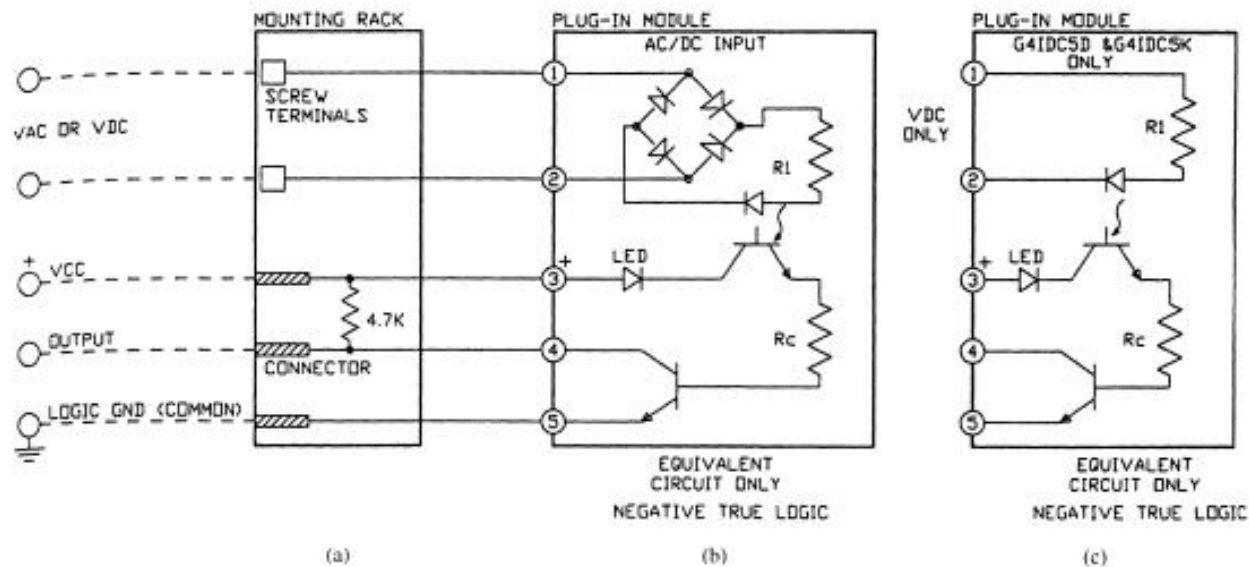 MOUNTING RACK
SCREW
TERMINALS
VAC OR VDC
+
VCC
4.7K
OUTPUT
CONNECTOR
LOGIC GND (COMMON)
(a)
PLUG-IN MODULE
AC/DC INPUT
1
2
R1
3
+
LED
4
Rc
5
EQUIVALENT
CIRCUIT ONLY
NEGATIVE TRUE LOGIC
(b)
PLUG-IN MODULE
G4IDC5D &G4IDC5K
ONLY
1
VDC
ONLY
R1
2
3
+
LED
4
Rc
5
EQUIVALENT
CIRCUIT ONLY
NEGATIVE TRUE LOGIC
(c)